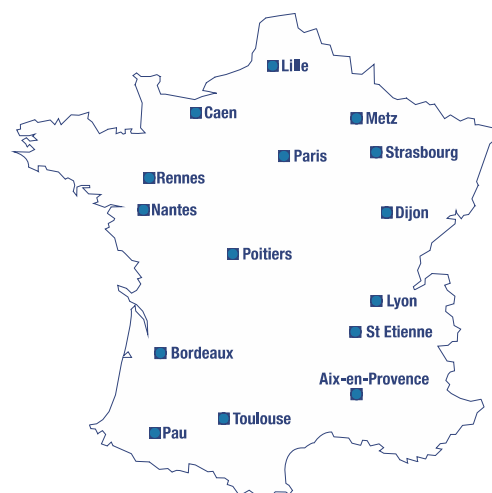 Lille
Caen
Metz
Paris
Strasbourg
Rennes
Nantes
Dijon
Poitiers
Lyon
St Etienne
Bordeaux
Aix-en-Provence
Toulouse
Pau